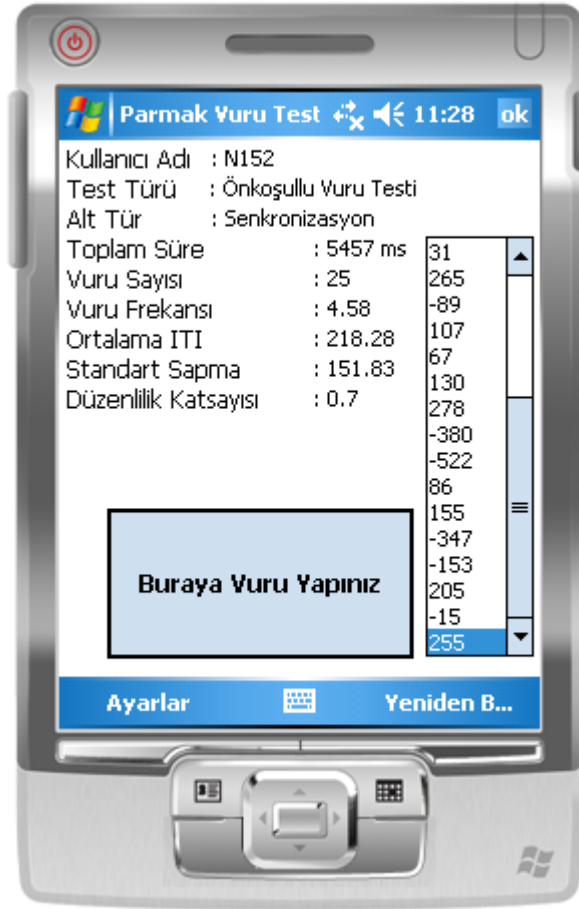 Parmak Vuru Test 11:28 ok
Kullanıcı Adı : N152
Test Türü : Önkoşullu Vuru Testi
Alt Tür : Senkronizasyon
Toplam Süre : 5457 ms
Vuru Sayısı : 25
Vuru Frekansı : 4.58
Ortalama ITI : 218.28
Standart Sapma : 151.83
Düzenlilik Katsayısı : 0.7
31
265
-89
107
67
130
278
-380
-522
86
155
-347
-153
205
-15
255
Buraya Vuru Yapınız
Ayarlar Yeniden B...